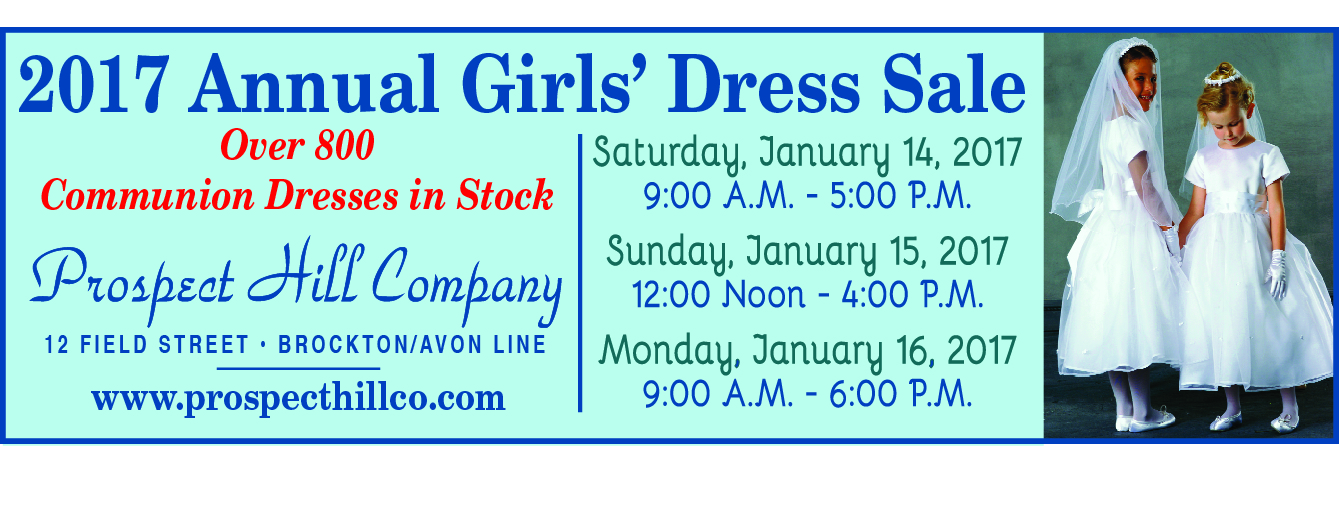 2017 Annual Girls’ Dress Sale
Over 800
Communion Dresses in Stock
Prospect Hill Company
12 FIELD STREET • BROCKTON/AVON LINE
www.prospecthillco.com
Saturday, January 14, 2017
9:00 A.M. - 5:00 P.M.
Sunday, January 15, 2017
12:00 Noon - 4:00 P.M.
Monday, January 16, 2017
9:00 A.M. - 6:00 P.M.